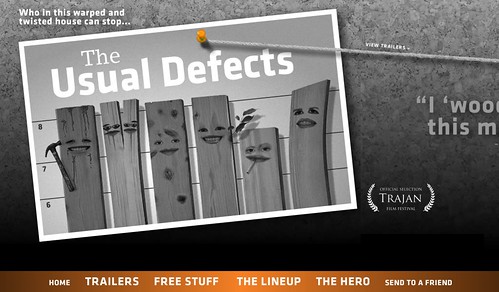 Who in this warped and
twisted house can stop...
The
Usual Defects
VIEW TRAILERS
"I 'woo
this m
8
7
6
OFFICIAL SELECTION
TRAJAN
FILM FESTIVAL
HOME TRAILERS FREE STUFF THE LINEUP THE HERO SEND TO A FRIEND